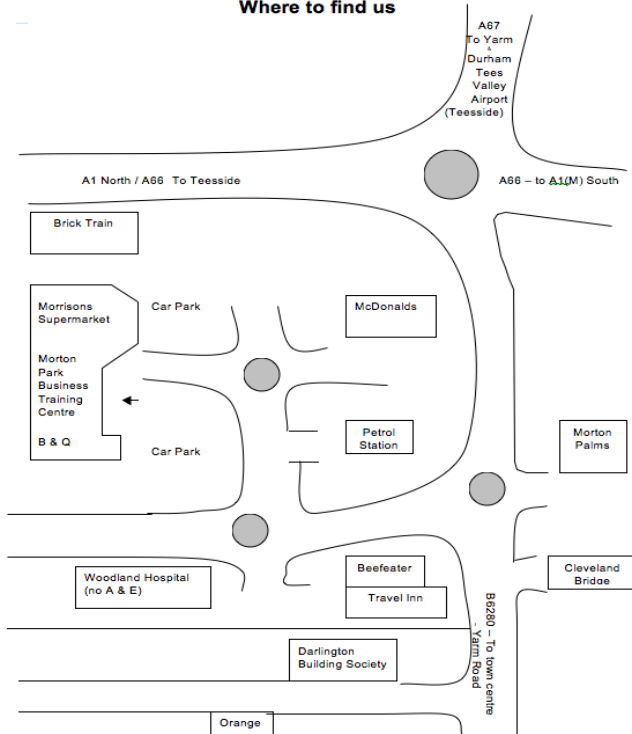 Where to find us
A67
To Yarm
&
Durham
Tees
Valley
Airport
(Teesside)
A1 North / A66 To Teesside
A66 – to A1(M) South
Brick Train
Morrisons
Supermarket
Car Park
McDonalds
Morton
Park
Business
Training
Centre
B & Q
Car Park
Petrol
Station
Morton
Palms
Woodland Hospital
(no A & E)
Beefeater
Travel Inn
Cleveland
Bridge
B6280 – To town centre
- Yarm Road
Darlington
Building Society
Orange